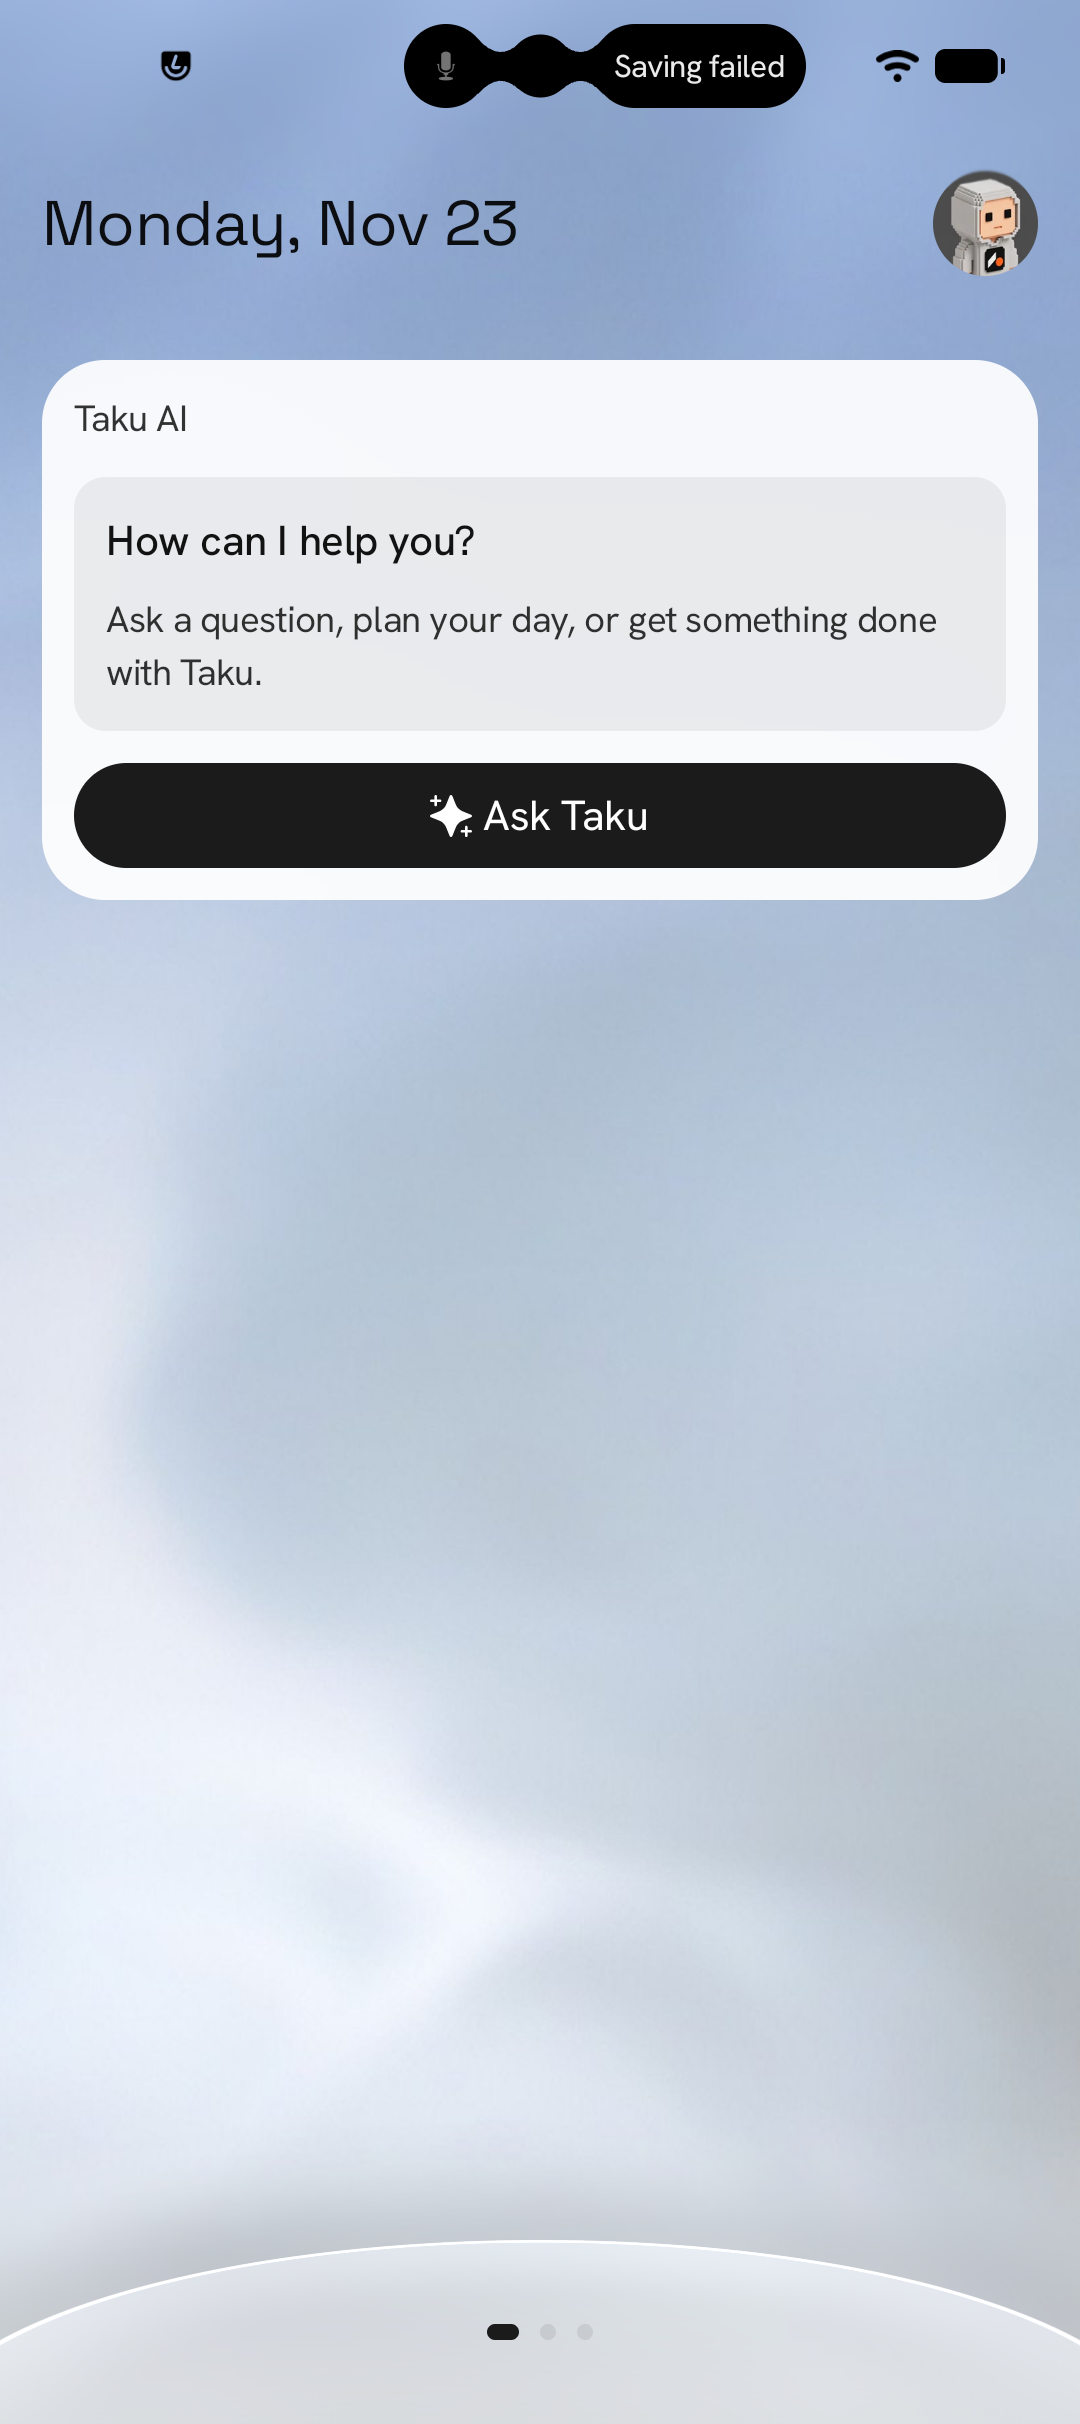 Saving failed
Monday, Nov 23
Taku AI
How can I help you?
Ask a question, plan your day, or get something done
with Taku.
Ask Taku